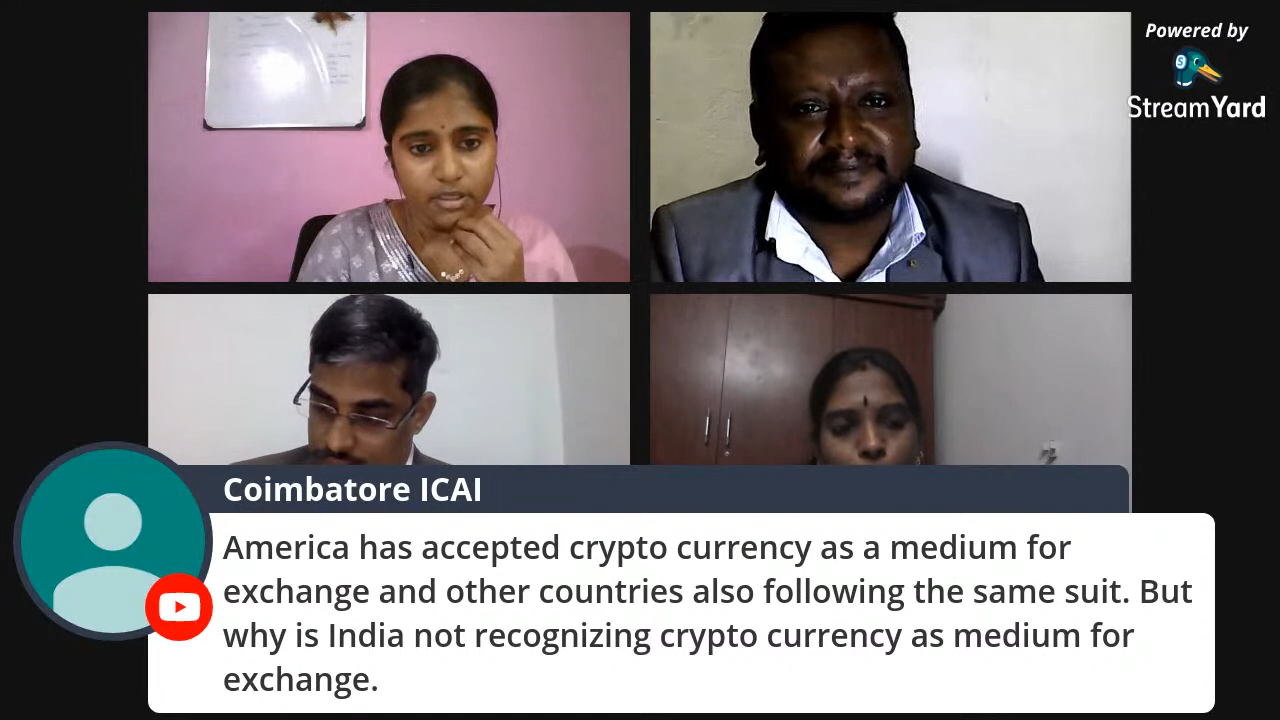 Powered by
StreamYard
Coimbatore ICAI
America has accepted crypto currency as a medium for
exchange and other countries also following the same suit. But
why is India not recognizing crypto currency as medium for
exchange.